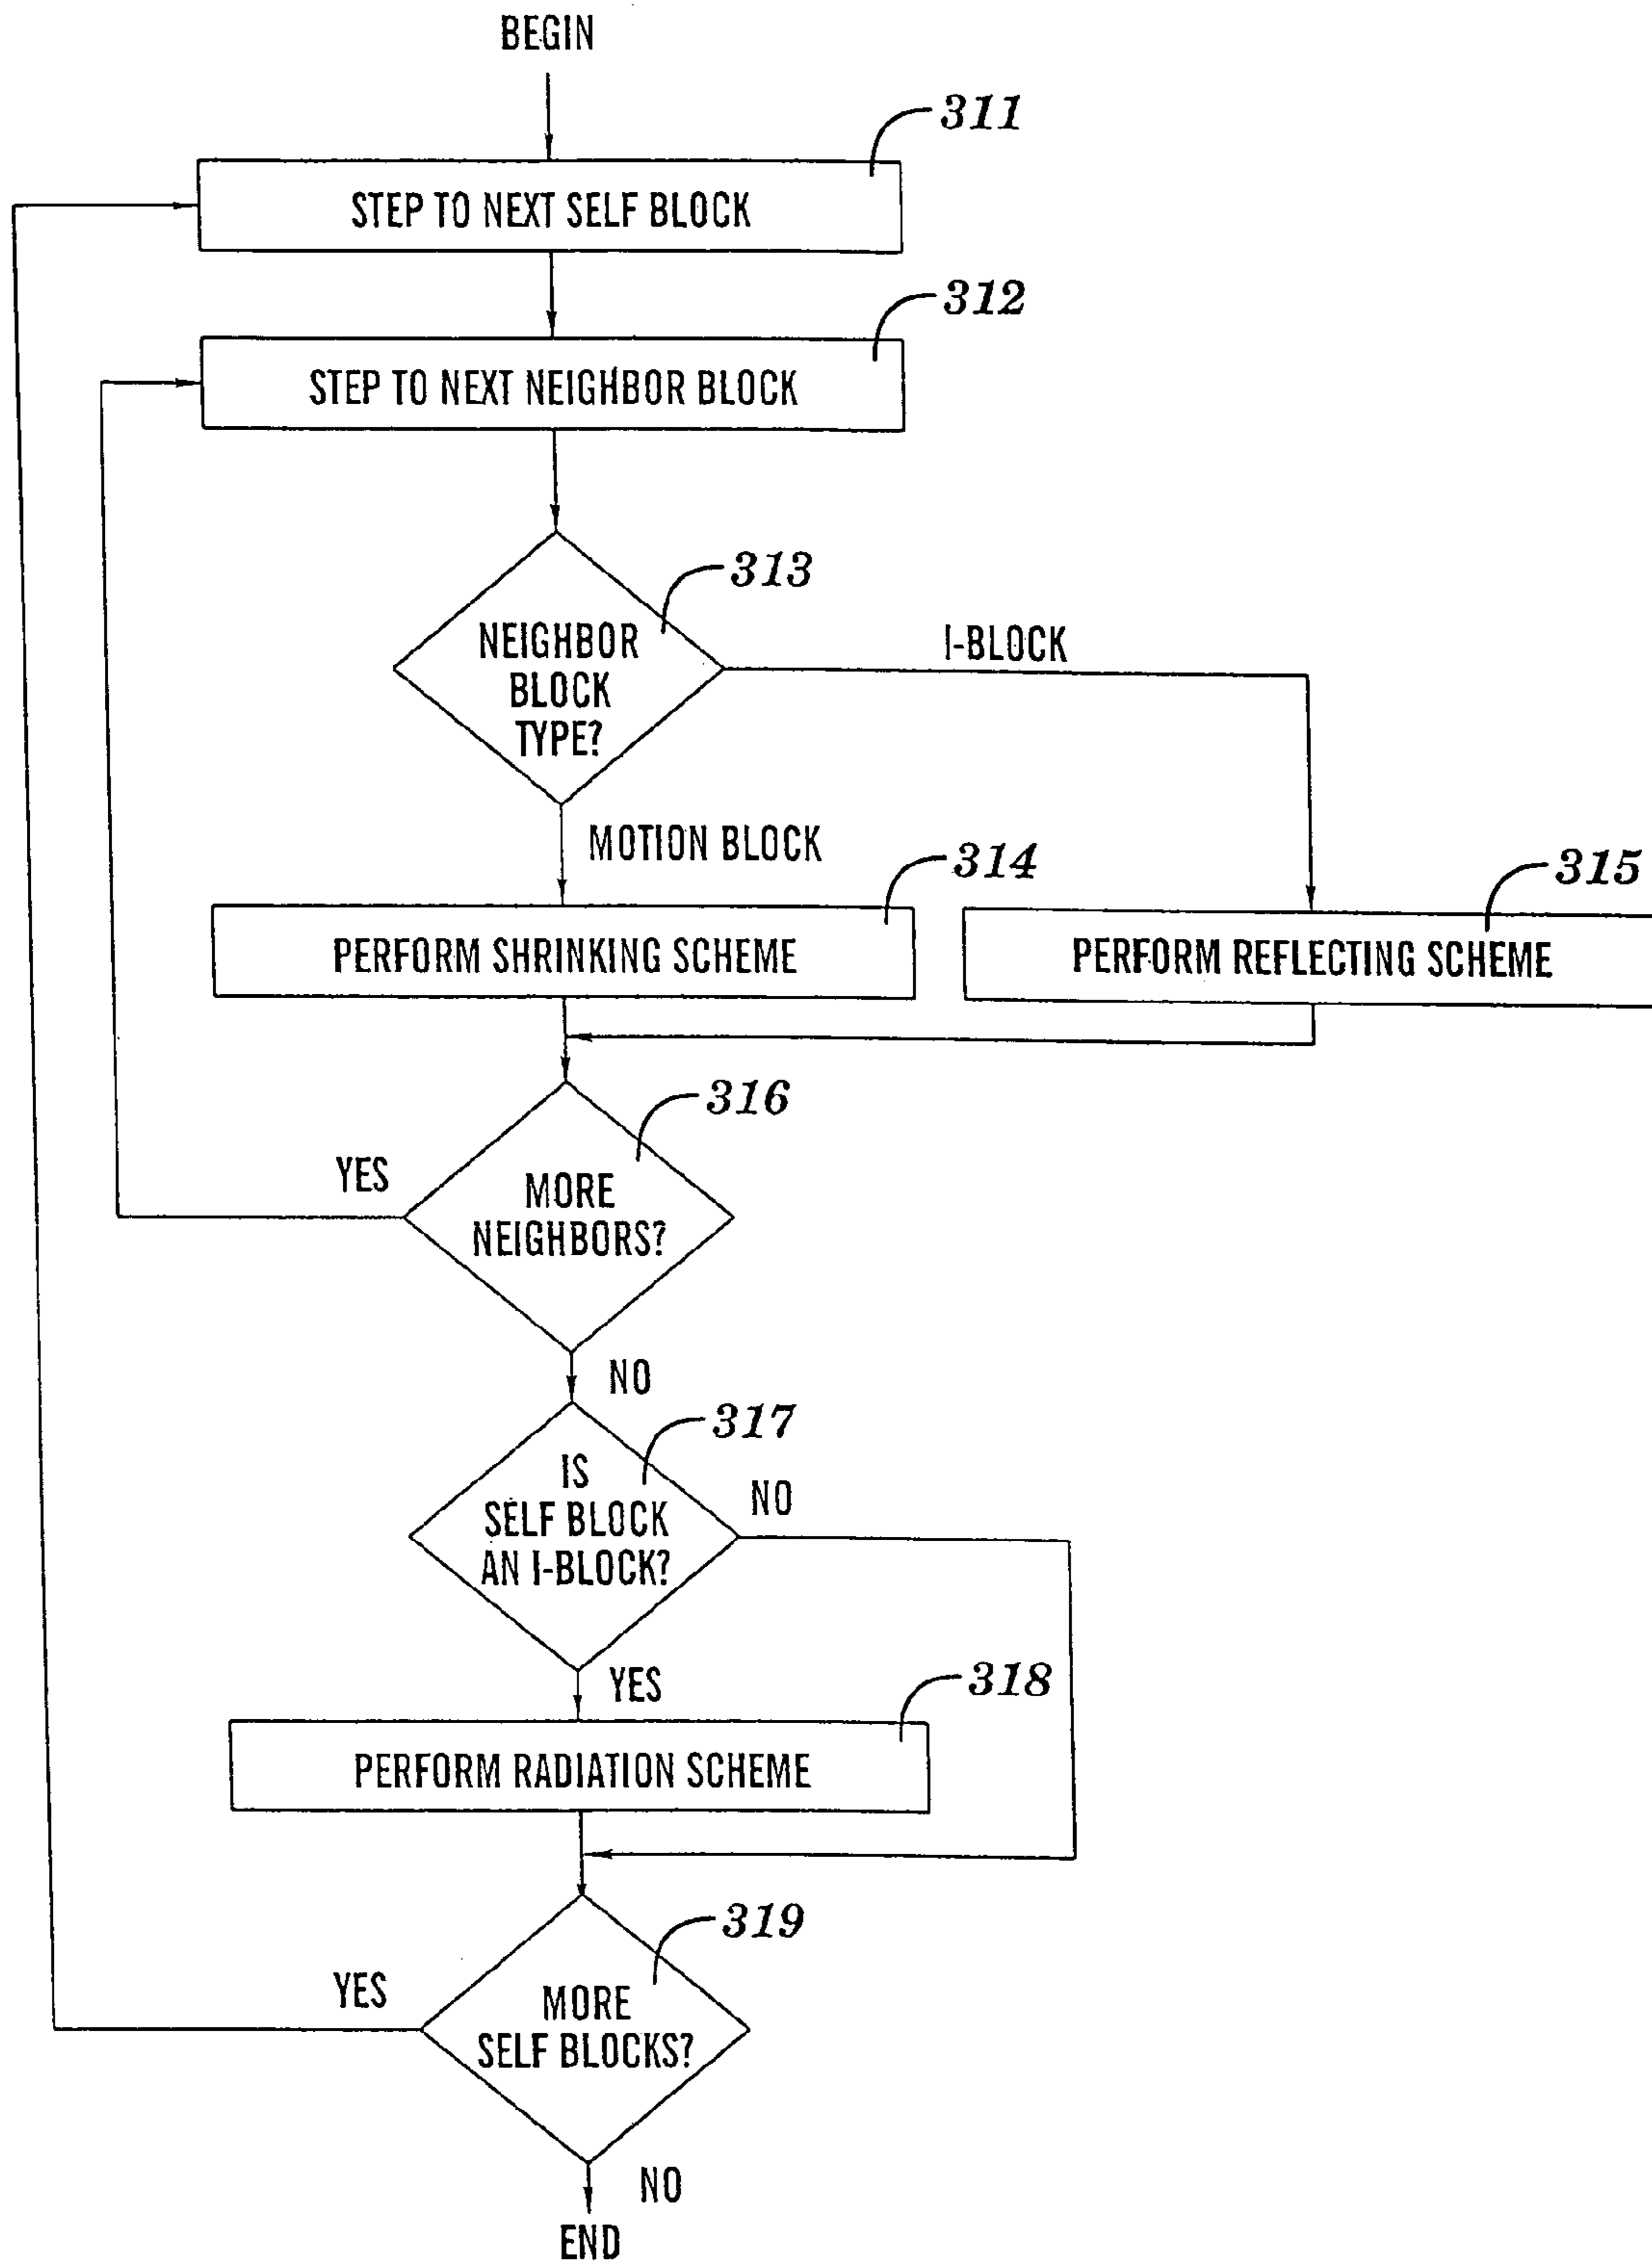 BEGIN
311
STEP TO NEXT SELF BLOCK
312
STEP TO NEXT NEIGHBOR BLOCK
313
NEIGHBOR
BLOCK
TYPE?
I-BLOCK
MOTION BLOCK
314
315
PERFORM SHRINKING SCHEME
PERFORM REFLECTING SCHEME
316
YES
MORE
NEIGHBORS?
NO
317
IS
SELF BLOCK
AN I-BLOCK?
NO
YES
318
PERFORM RADIATION SCHEME
319
YES
MORE
SELF BLOCKS?
NO
END